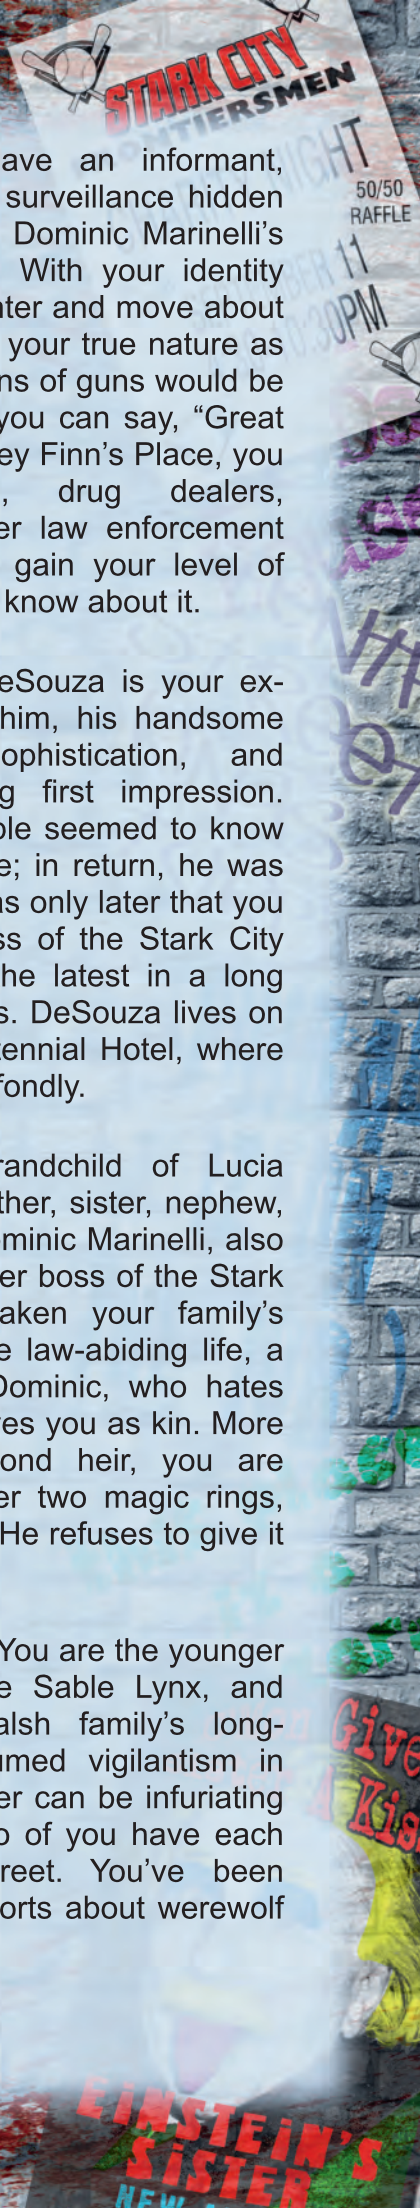 STARK CITY
50/50
RAFFLE
10:30PM
ave an informant,
surveillance hidden
Dominic Marinelli’s
With your identity
nter and move about
your true nature as
ns of guns would be
you can say, “Great
ey Finn’s Place, you
, drug dealers,
er law enforcement
gain your level of
know about it.
eSouza is your ex-
him, his handsome
ophistication, and
g first impression.
ple seemed to know
e; in return, he was
as only later that you
ss of the Stark City
he latest in a long
s. DeSouza lives on
tennial Hotel, where
fondly.
randchild of Lucia
ther, sister, nephew,
ominic Marinelli, also
er boss of the Stark
aken your family’s
e law-abiding life, a
Dominic, who hates
ves you as kin. More
ond heir, you are
er two magic rings,
He refuses to give it
You are the younger
e Sable Lynx, and
alsh family’s long-
umed vigilantism in
er can be infuriating
o of you have each
reet. You’ve been
orts about werewolf
Give
A Kis
EINSTEIN'S
SISTER
NEW